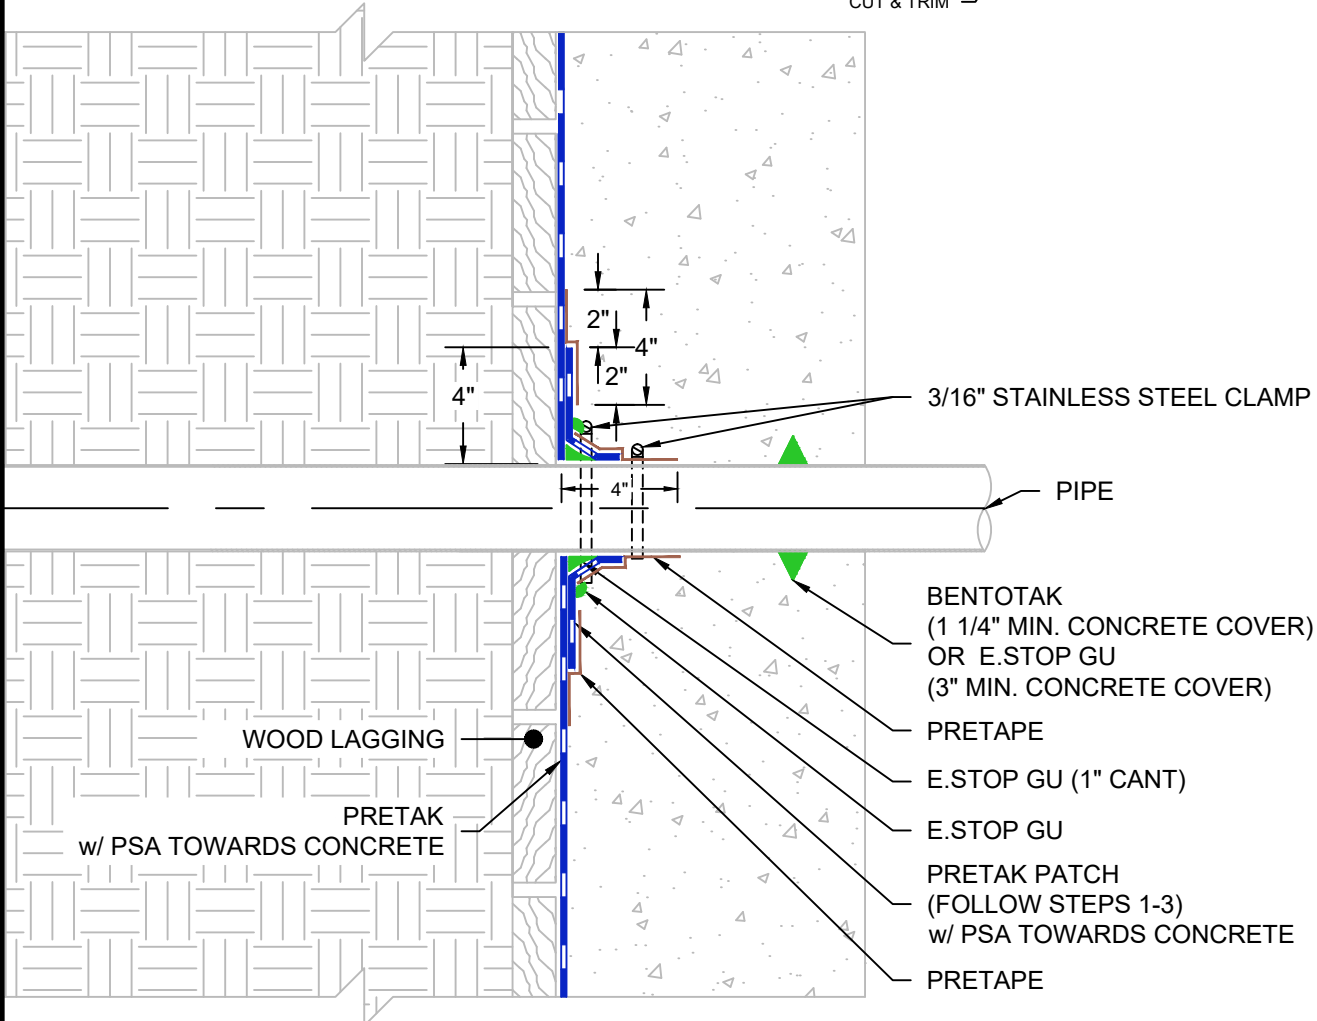 CUT & TRIM
2"
4"
2"
4"
3/16" STAINLESS STEEL CLAMP
4"
PIPE
BENTOTAK
(1 1/4" MIN. CONCRETE COVER)
OR E.STOP GU
(3" MIN. CONCRETE COVER)
PRETAPE
WOOD LAGGING
E.STOP GU (1" CANT)
PRETAK
w/ PSA TOWARDS CONCRETE
E.STOP GU
PRETAK PATCH
(FOLLOW STEPS 1-3)
w/ PSA TOWARDS CONCRETE
PRETAPE